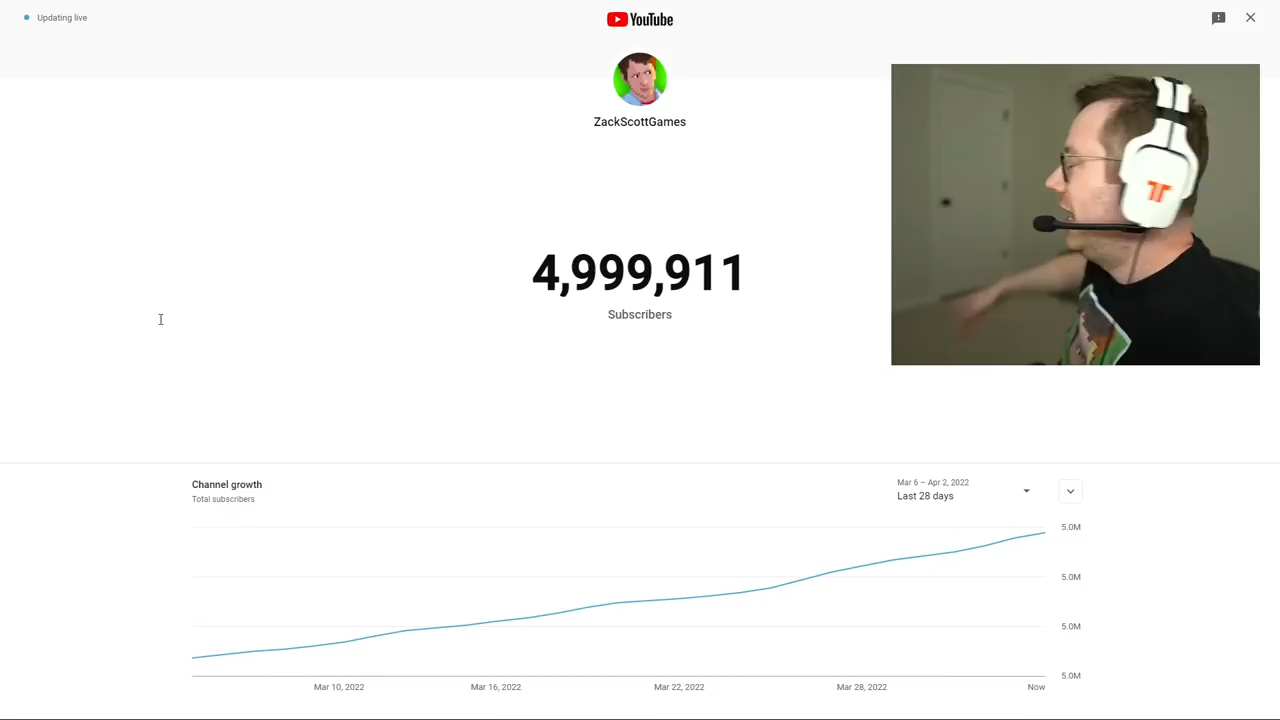 Updating live
YouTube
ZackScottGames
4,999,911
Subscribers
Channel growth
Total subscribers
Mar 6 – Apr 2, 2022
Last 28 days
5.0M
5.0M
5.0M
5.0M
Mar 10, 2022
Mar 16, 2022
Mar 22, 2022
Mar 28, 2022
Now